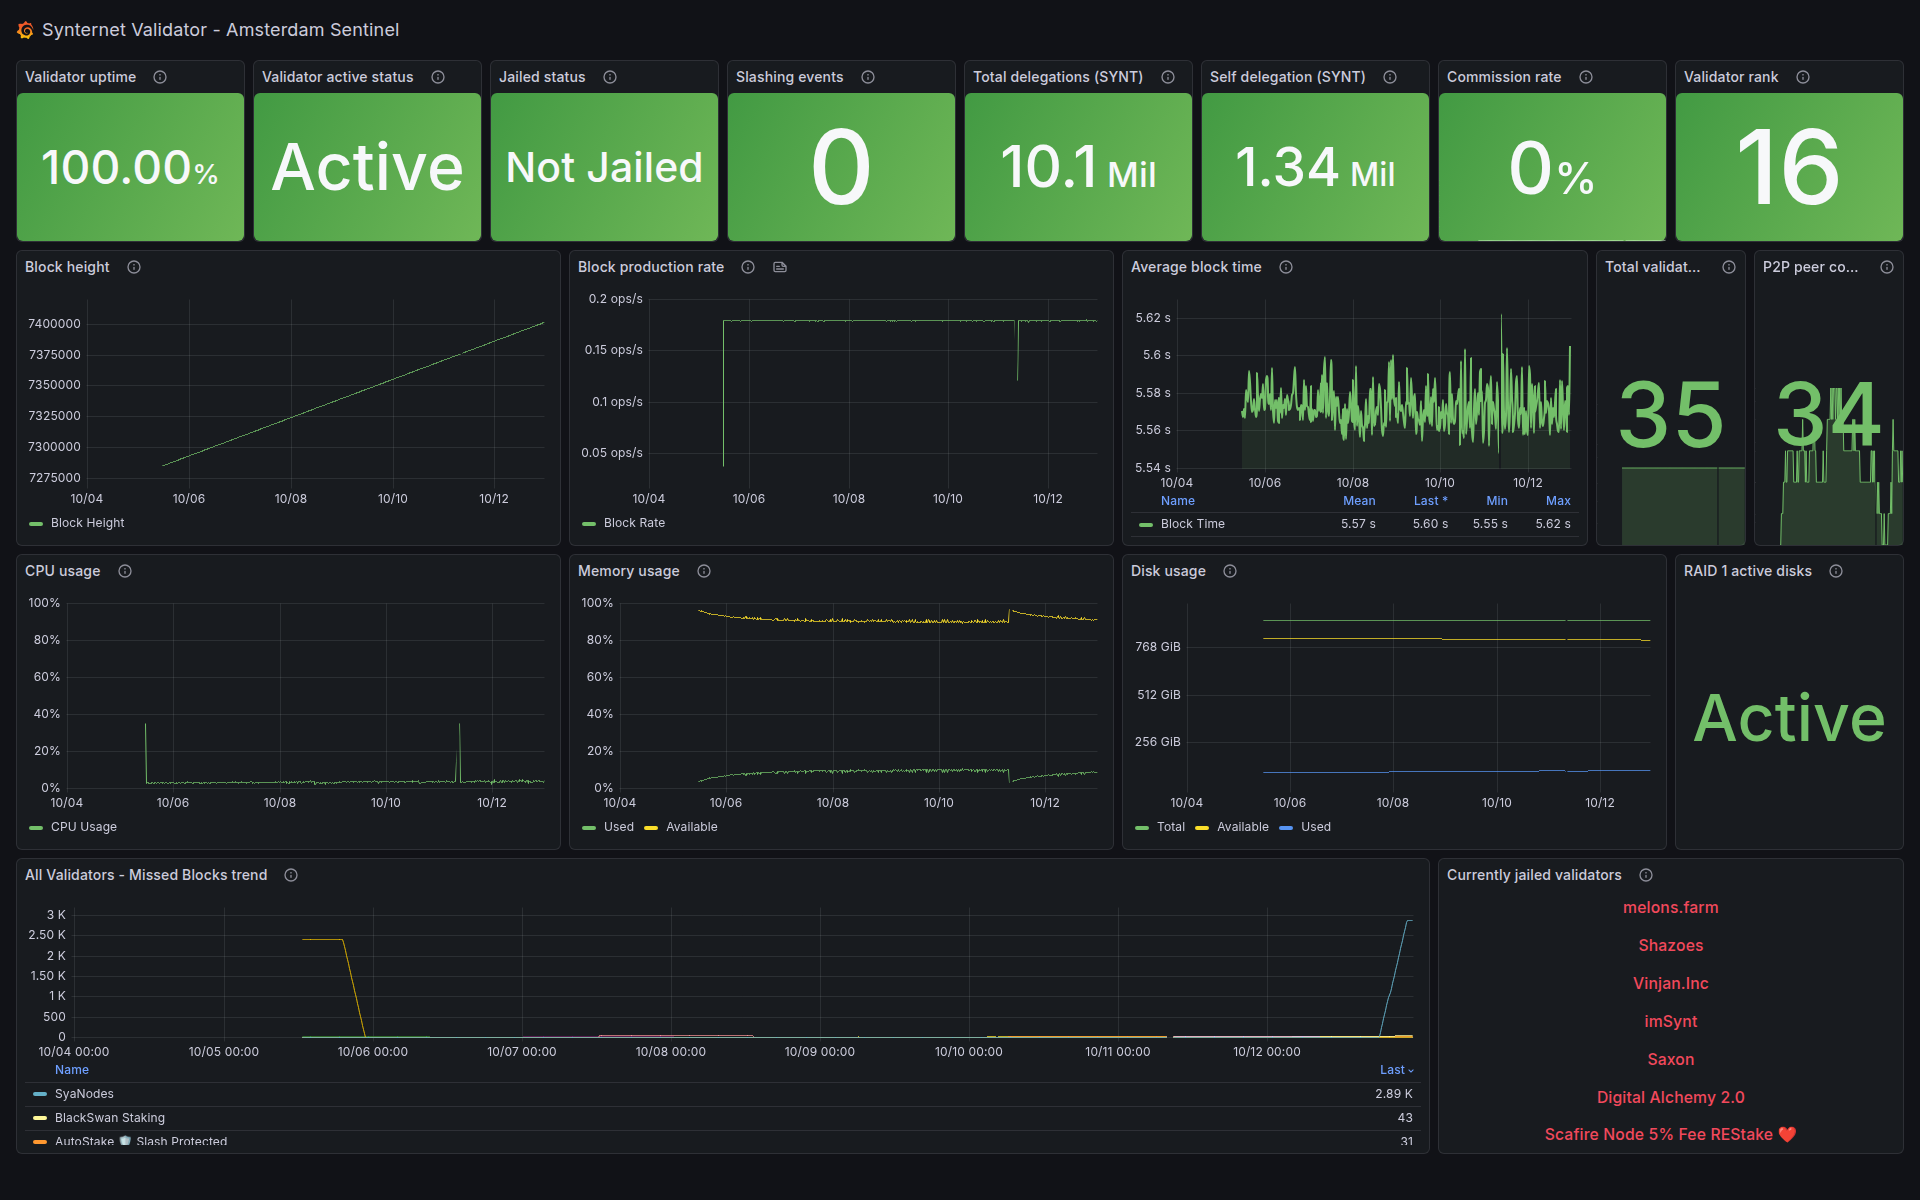 Synternet Validator - Amsterdam Sentinel
Validator uptime
100.00%
Validator active status
Active
Jailed status
Not Jailed
Slashing events
0
Total delegations (SYNT)
10.1 Mil
Self delegation (SYNT)
1.34 Mil
Commission rate
0%
Validator rank
16
Block height
7400000
7375000
7350000
7325000
7300000
7275000
10/04 10/06 10/08 10/10 10/12
Block Height
Block production rate
0.2 ops/s
0.15 ops/s
0.1 ops/s
0.05 ops/s
10/04 10/06 10/08 10/10 10/12
Block Rate
Average block time
5.62 s
5.6 s
5.58 s
5.56 s
5.54 s
10/04 10/06 10/08 10/10 10/12
Name Mean Last * Min Max
Block Time 5.57 s 5.60 s 5.55 s 5.62 s
Total validat...
35
P2P peer co...
34
CPU usage
100%
80%
60%
40%
20%
0%
10/04 10/06 10/08 10/10 10/12
CPU Usage
Memory usage
100%
80%
60%
40%
20%
0%
10/04 10/06 10/08 10/10 10/12
Used Available
Disk usage
768 GiB
512 GiB
256 GiB
10/04 10/06 10/08 10/10 10/12
Total Available Used
RAID 1 active disks
Active
All Validators - Missed Blocks trend
3 K
2.50 K
2 K
1.50 K
1 K
500
0
10/04 00:00 10/05 00:00 10/06 00:00 10/07 00:00 10/08 00:00 10/09 00:00 10/10 00:00 10/11 00:00 10/12 00:00
Name Last
SyaNodes 2.89 K
BlackSwan Staking 43
AutoStake 🛡️ Slash Protected 31
Currently jailed validators
melons.farm
Shazoes
Vinjan.Inc
imSynt
Saxon
Digital Alchemy 2.0
Scafire Node 5% Fee REStake ❤️